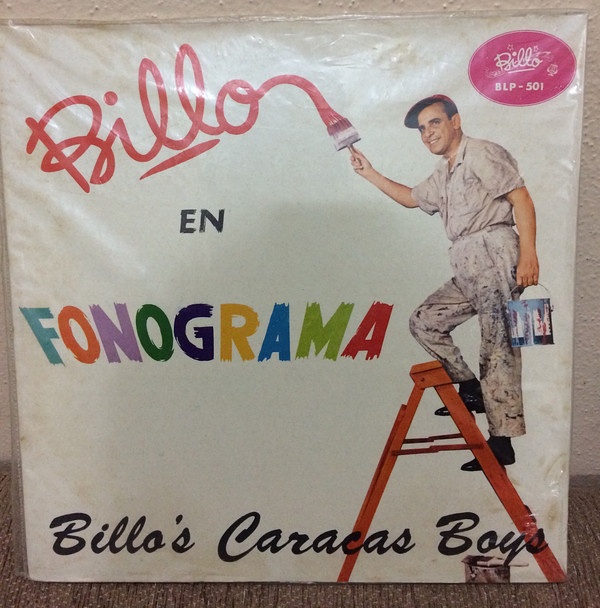 Billo
BLP - 501
Billo
EN
FONOGRAMA
Billo's Caracas Boys